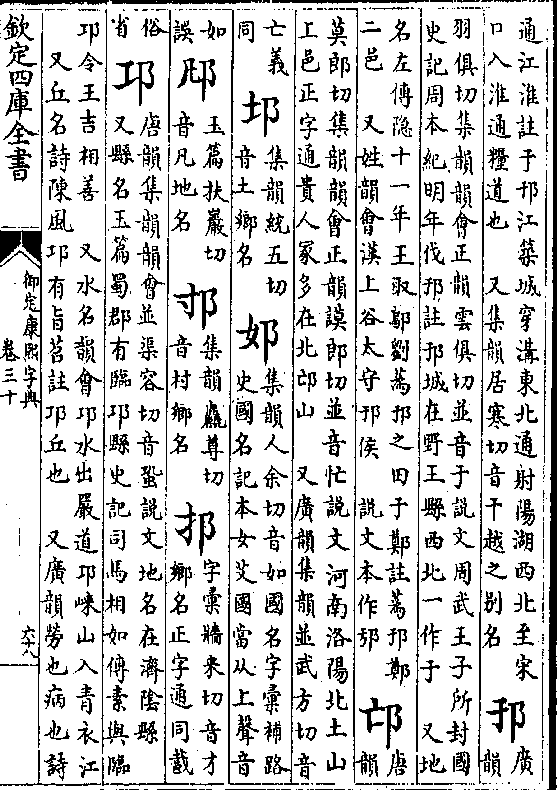 通江淮註于邗江築城穿溝東北通射陽湖西北至宋
口入淮通糧道也　又集韻居寒切音干越之别名　邘　廣
韻
羽俱切集韻韻會正韻雲俱切並音于說文周武王子所封國
史記周本紀明年伐邘註邘城在野王縣西北一作于　又地
名左傳隐十一年王取鄔劉蒍邘之田于鄭註蒍邘鄭
二邑　又姓韻會漢上谷太守邘侯　說文本作𨙻　邙　唐
韻
莫郎切集韻韻會正韻謨郎切並音忙說文河南洛陽北土山
上邑正字通貴人冢多在北邙山　又廣韻集韻並武方切音
亡義
同　𨙸　集韻統五切
音土鄉名　邚　集韻人余切音如國名字彙補路
史國名記本女艾國當从上聲音
如
誤　𨙹　玉篇扶嚴切
音凡地名　邨　集韻麤尊切
音村鄉名　𨙵　字彙牆来切音才
鄉名正字通同𢦏
俗
省　邛　唐韻集韻韻會並渠容切音蛩說文地名在濟隂縣
又縣名玉篇蜀郡有臨邛縣史記司馬相如傳素與臨
邛令王吉相善　又水名韻會邛水出嚴道邛崍山入青衣江
又丘名詩陳風邛有旨苕註邛丘也　又廣韻勞也病也詩
欽定四庫全書
御定康熙字典
卷三十
六十八